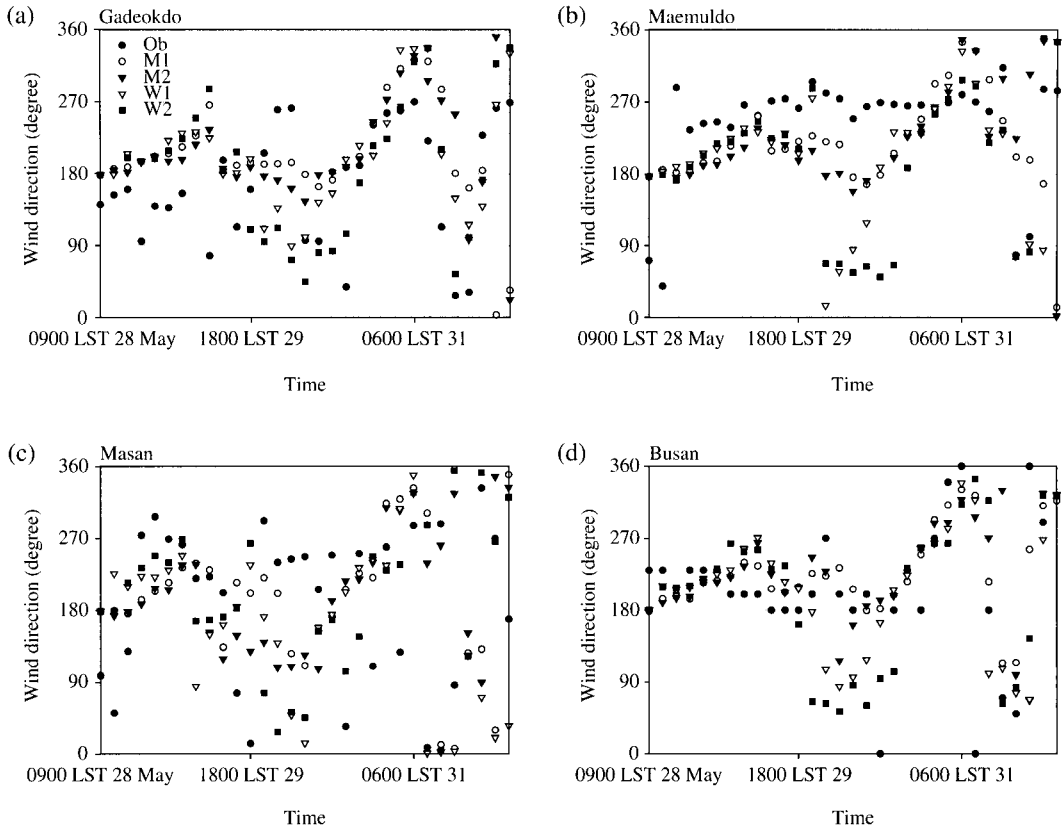 (a)
Gadeokdo
360
270
180
90
0
Wind direction (degree)
Ob
M1
M2
W1
W2
0900 LST 28 May
1800 LST 29
0600 LST 31
Time
(b)
Maemuldo
360
270
180
90
0
Wind direction (degree)
0900 LST 28 May
1800 LST 29
0600 LST 31
Time
(c)
Masan
360
270
180
90
0
Wind direction (degree)
0900 LST 28 May
1800 LST 29
0600 LST 31
Time
(d)
Busan
360
270
180
90
0
Wind direction (degree)
0900 LST 28 May
1800 LST 29
0600 LST 31
Time